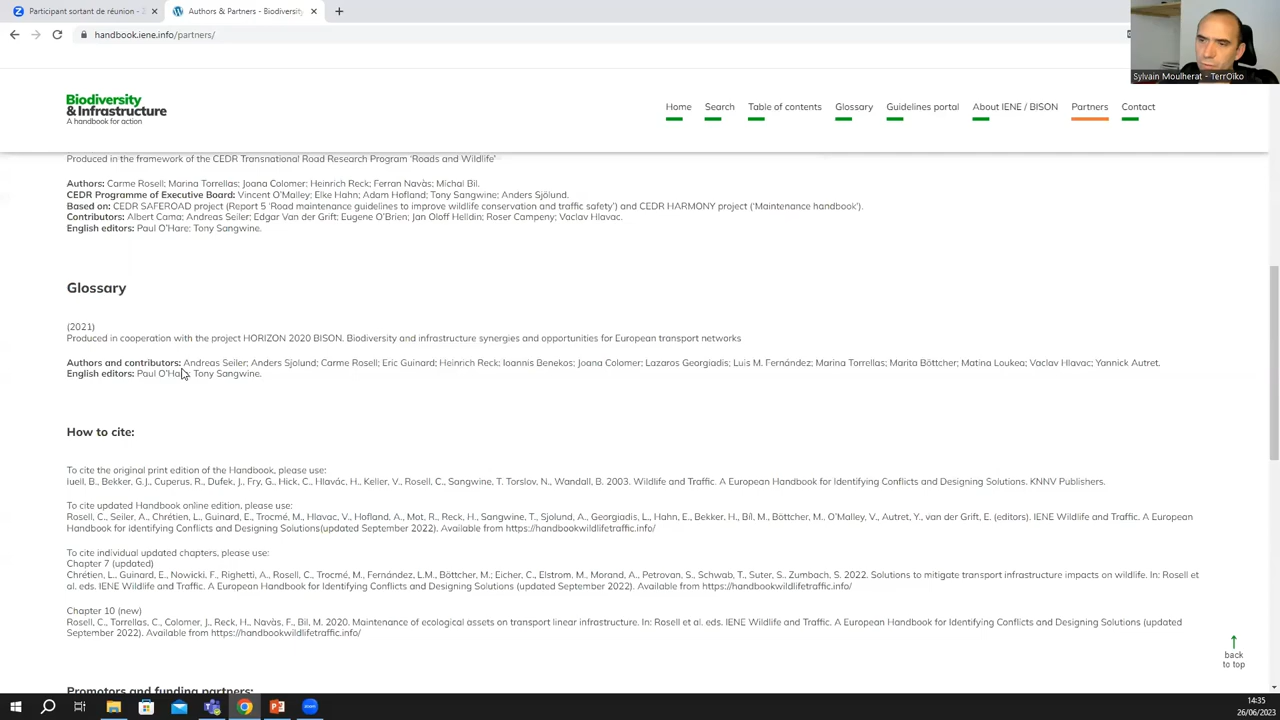 Participant sortant de réunion - Z
Authors & Partners - Biodiversity
handbook.iene.info/partners/
Sylvain Moulherat - TerrOïko
Biodiversity
& Infrastructure
A handbook for action
Home Search Table of contents Glossary Guidelines portal About IENE / BISON Partners Contact
Produced in the framework of the CEDR Transnational Road Research Program ‘Roads and Wildlife’
Authors: Carme Rosell; Marina Torrellas; Joana Colomer; Heinrich Reck; Ferran Navàs; Michal Bil.
CEDR Programme of Executive Board: Vincent O’Malley; Elke Hahn; Adam Hofland; Tony Sangwine; Anders Sjölund.
Based on: CEDR SAFEROAD project (Report 5 ‘Road maintenance guidelines to improve wildlife conservation and traffic safety’) and CEDR HARMONY project (‘Maintenance handbook’).
Contributors: Albert Cama; Andreas Seiler; Edgar Van der Grift; Eugene O’Brien; Jan Oloff Helldin; Roser Campeny; Vaclav Hlavac.
English editors: Paul O’Hare; Tony Sangwine.
Glossary
(2021)
Produced in cooperation with the project HORIZON 2020 BISON. Biodiversity and infrastructure synergies and opportunities for European transport networks
Authors and contributors: Andreas Seiler; Anders Sjolund; Carme Rosell; Eric Guinard; Heinrich Reck; Ioannis Benekos; Joana Colomer; Lazaros Georgiadis; Luis M. Fernández; Marina Torrellas; Marita Böttcher; Matina Loukea; Vaclav Hlavac; Yannick Autret.
English editors: Paul O’Hare; Tony Sangwine.
How to cite:
To cite the original print edition of the Handbook, please use:
Iuell, B., Bekker, G.J., Cuperus, R., Dufek, J., Fry, G., Hick, C., Hlavác, H., Keller, V., Rosell, C., Sangwine, T. Torslov, N., Wandall, B. 2003. Wildlife and Traffic. A European Handbook for Identifying Conflicts and Designing Solutions. KNNV Publishers.
To cite updated Handbook online edition, please use:
Rosell, C., Seiler, A., Chrétien, L., Guinard, E., Trocmé, M., Hlavac, V., Hofland, A., Mot, R., Reck, H., Sangwine, T., Sjolund, A., Georgiadis, L., Hahn, E., Bekker, H., Bíl, M., Böttcher, M., O’Malley, V., Autret, Y., van der Grift, E. (editors). IENE Wildlife and Traffic. A European
Handbook for identifying Conflicts and Designing Solutions(updated September 2022). Available from https://handbookwildlifetraffic.info/
To cite individual updated chapters, please use:
Chapter 7 (updated)
Chrétien, L., Guinard, E., Nowicki, F., Righetti, A., Rosell, C., Trocmé, M., Fernández, L.M., Böttcher, M.; Eicher, C., Elstrom, M., Morand, A., Petrovan, S., Schwab, T., Suter, S., Zumbach, S. 2022. Solutions to mitigate transport infrastructure impacts on wildlife. In: Rosell et
al. eds. IENE Wildlife and Traffic. A European Handbook for Identifying Conflicts and Designing Solutions (updated September 2022). Available from https://handbookwildlifetraffic.info/
Chapter 10 (new)
Rosell, C., Torrellas, C., Colomer, J., Reck, H., Navàs, F., Bíl, M. 2020. Maintenance of ecological assets on transport linear infrastructure. In: Rosell et al. eds. IENE Wildlife and Traffic. A European Handbook for Identifying Conflicts and Designing Solutions (updated
September 2022). Available from https://handbookwildlifetraffic.info/
back
to top
Promotors and funding partners:
14:35
26/06/2023